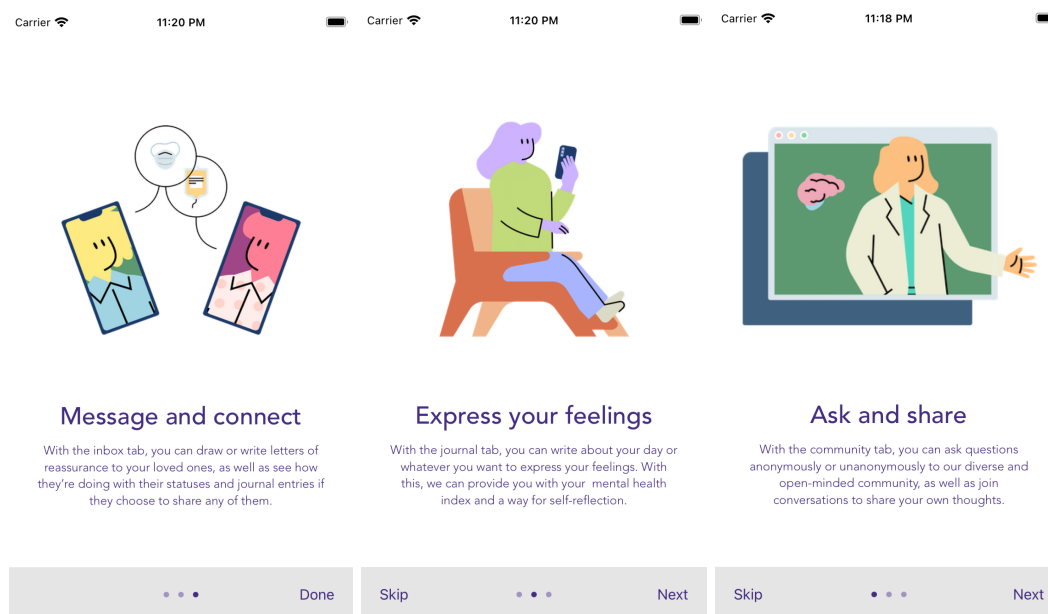 Carrier
11:20 PM
Message and connect
With the inbox tab, you can draw or write letters of
reassurance to your loved ones, as well as see how
they're doing with their statuses and journal entries if
they choose to share any of them.
Done
Carrier
11:20 PM
Express your feelings
With the journal tab, you can write about your day or
whatever you want to express your feelings. With
this, we can provide you with your  mental health
index and a way for self-reflection.
Skip
Next
Carrier
11:18 PM
Ask and share
With the community tab, you can ask questions
anonymously or unanonymously to our diverse and
open-minded community, as well as join
conversations to share your own thoughts.
Skip
Next